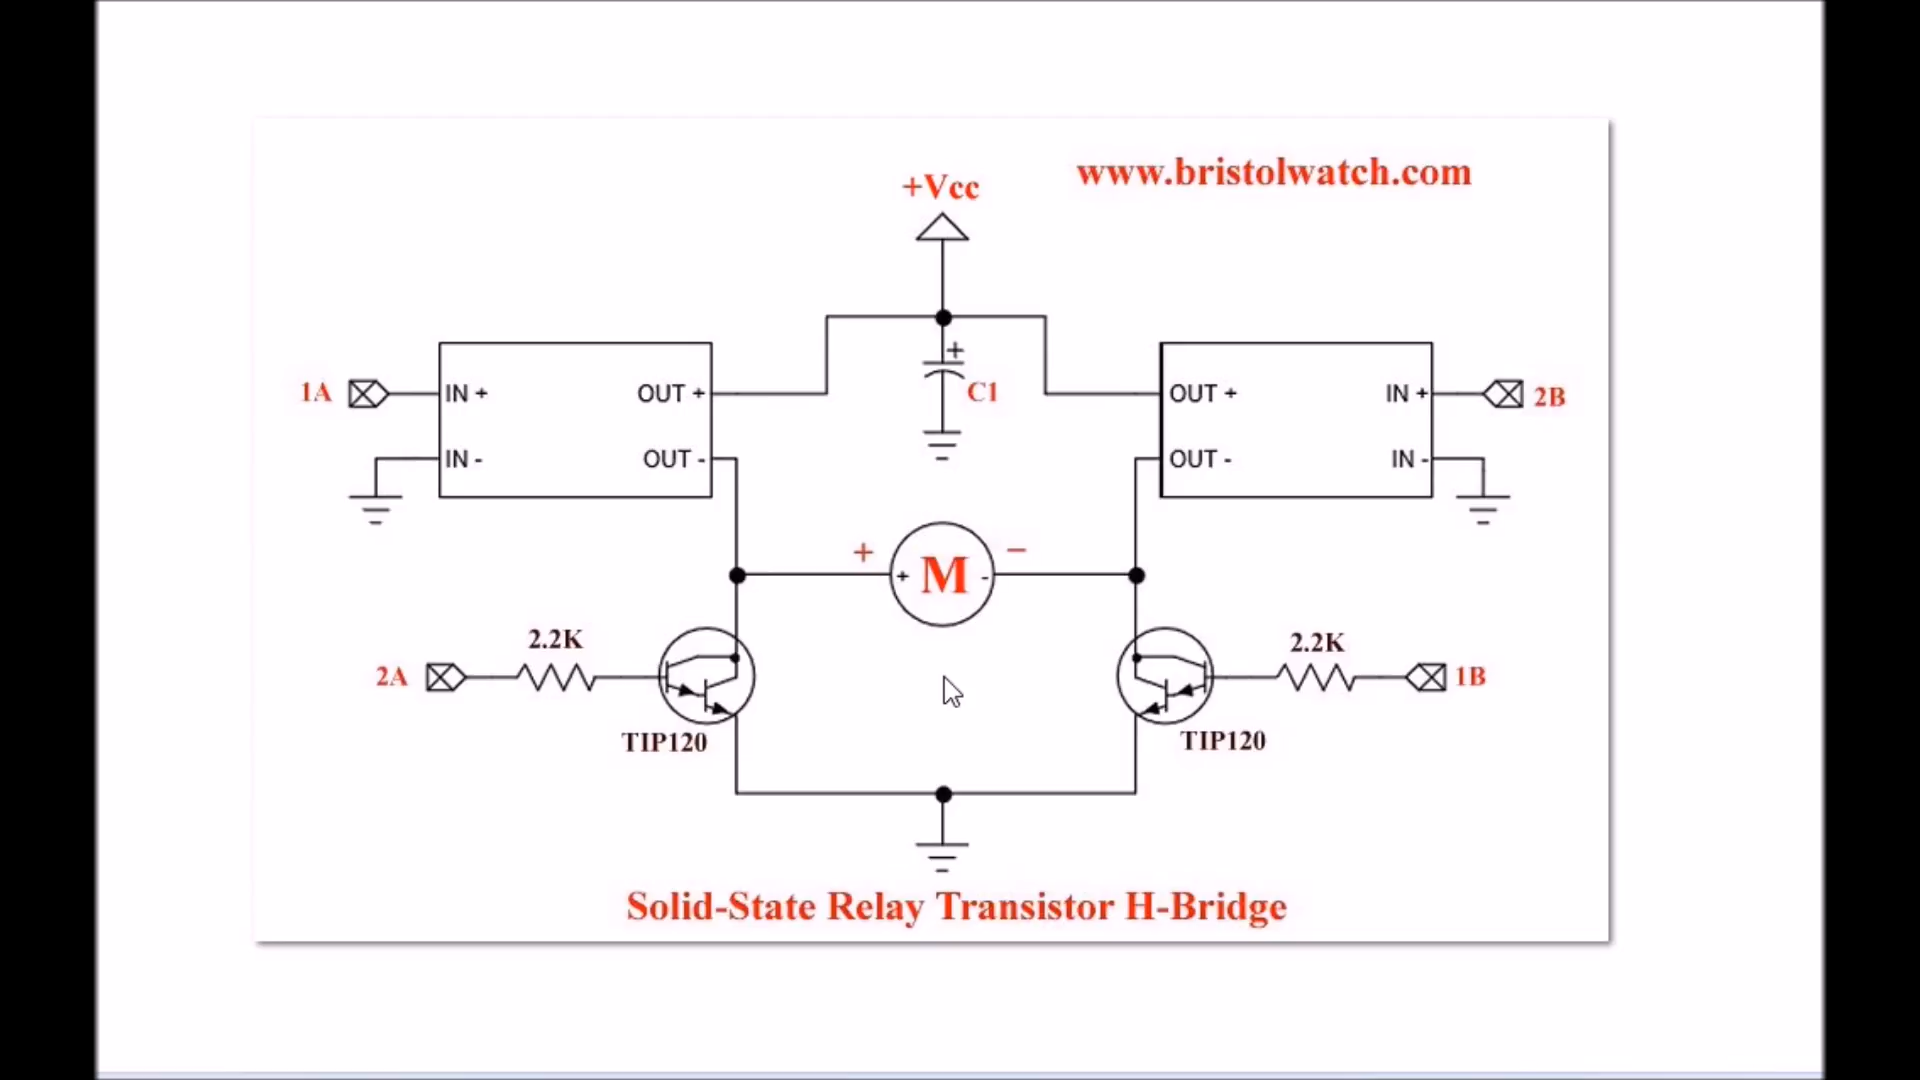 www.bristolwatch.com
+Vcc
1A
IN +
OUT +
+
C1
OUT +
IN +
2B
IN -
OUT -
OUT -
IN -
+
−
+ M -
2A
2.2K
2.2K
1B
TIP120
TIP120
Solid-State Relay Transistor H-Bridge